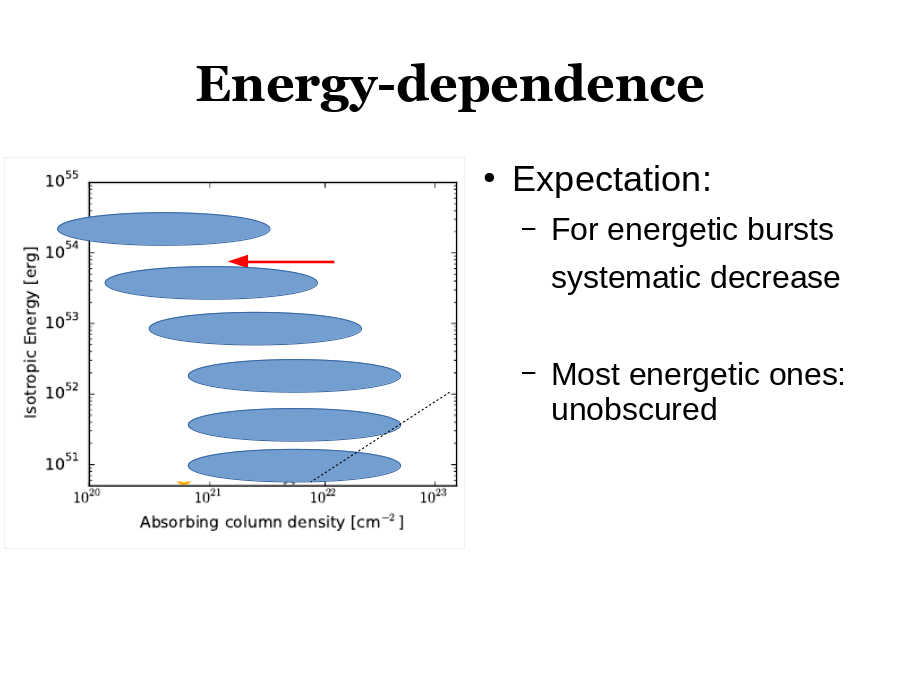 Energy-dependence
• Expectation:
– For energetic bursts
systematic decrease
– Most energetic ones:
unobscured
Isotropic Energy [erg]
10^55
10^54
10^53
10^52
10^51
10^20 10^21 10^22 10^23
Absorbing column density [cm^−2 ]